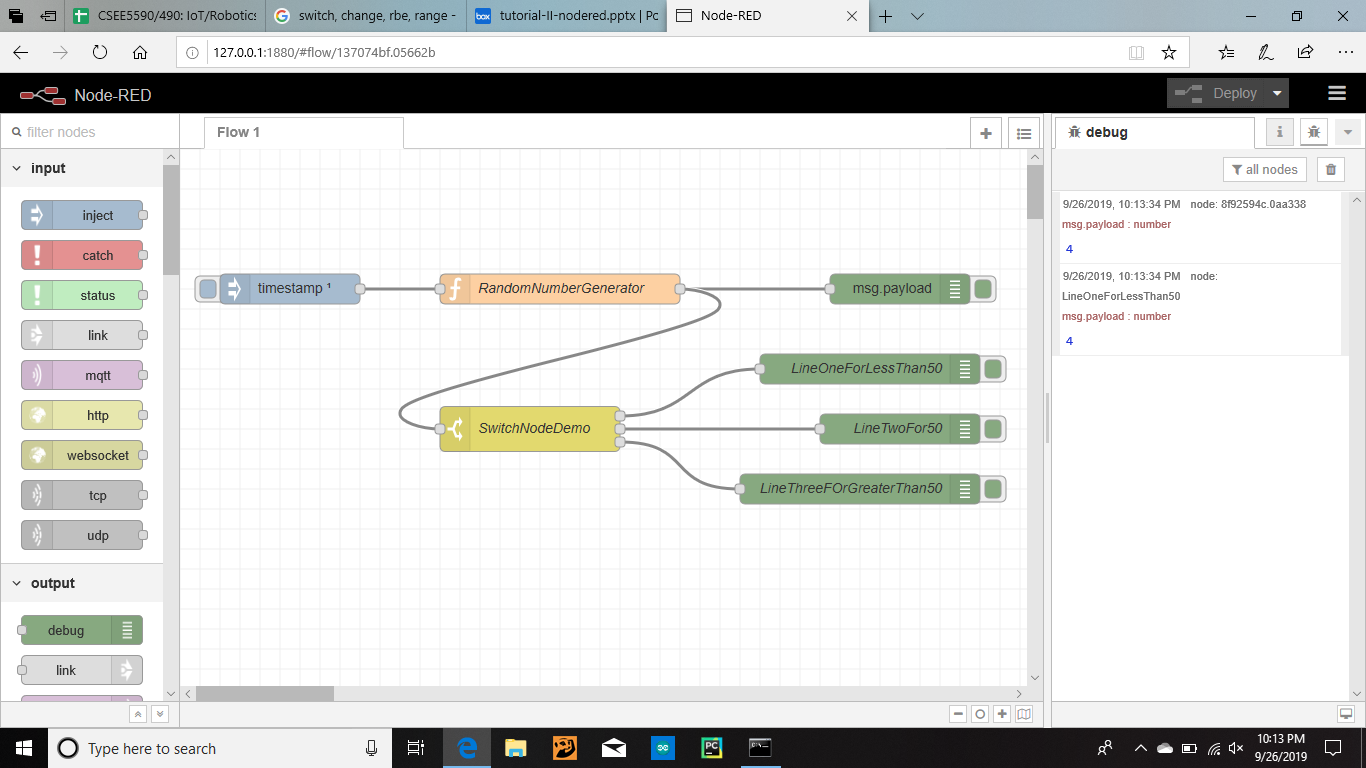 CSEE5590/490: IoT/Robotics
switch, change, rbe, range -
box
tutorial-II-nodered.pptx | Po
Node-RED
127.0.0.1:1880/#flow/137074bf.05662b
Node-RED
Deploy
filter nodes
Flow 1
debug
i
all nodes
input
inject
catch
status
link
mqtt
http
websocket
tcp
udp
output
debug
link
timestamp ¹
f
RandomNumberGenerator
msg.payload
LineOneForLessThan50
SwitchNodeDemo
LineTwoFor50
LineThreeFOrGreaterThan50
9/26/2019, 10:13:34 PM node: 8f92594c.0aa338
msg.payload : number
4
9/26/2019, 10:13:34 PM node:
LineOneForLessThan50
msg.payload : number
4
Type here to search
PC
10:13 PM
9/26/2019